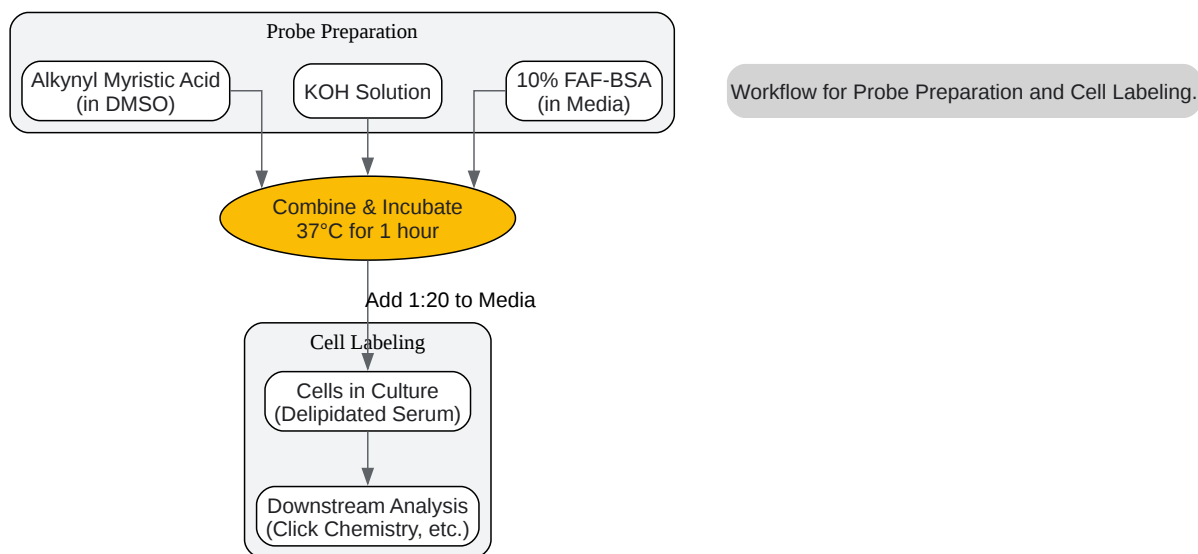 Probe Preparation
Alkynyl Myristic Acid
(in DMSO)
KOH Solution
10% FAF-BSA
(in Media)
Workflow for Probe Preparation and Cell Labeling.
Combine & Incubate
37°C for 1 hour
Add 1:20 to Media
Cell Labeling
Cells in Culture
(Delipidated Serum)
Downstream Analysis
(Click Chemistry, etc.)